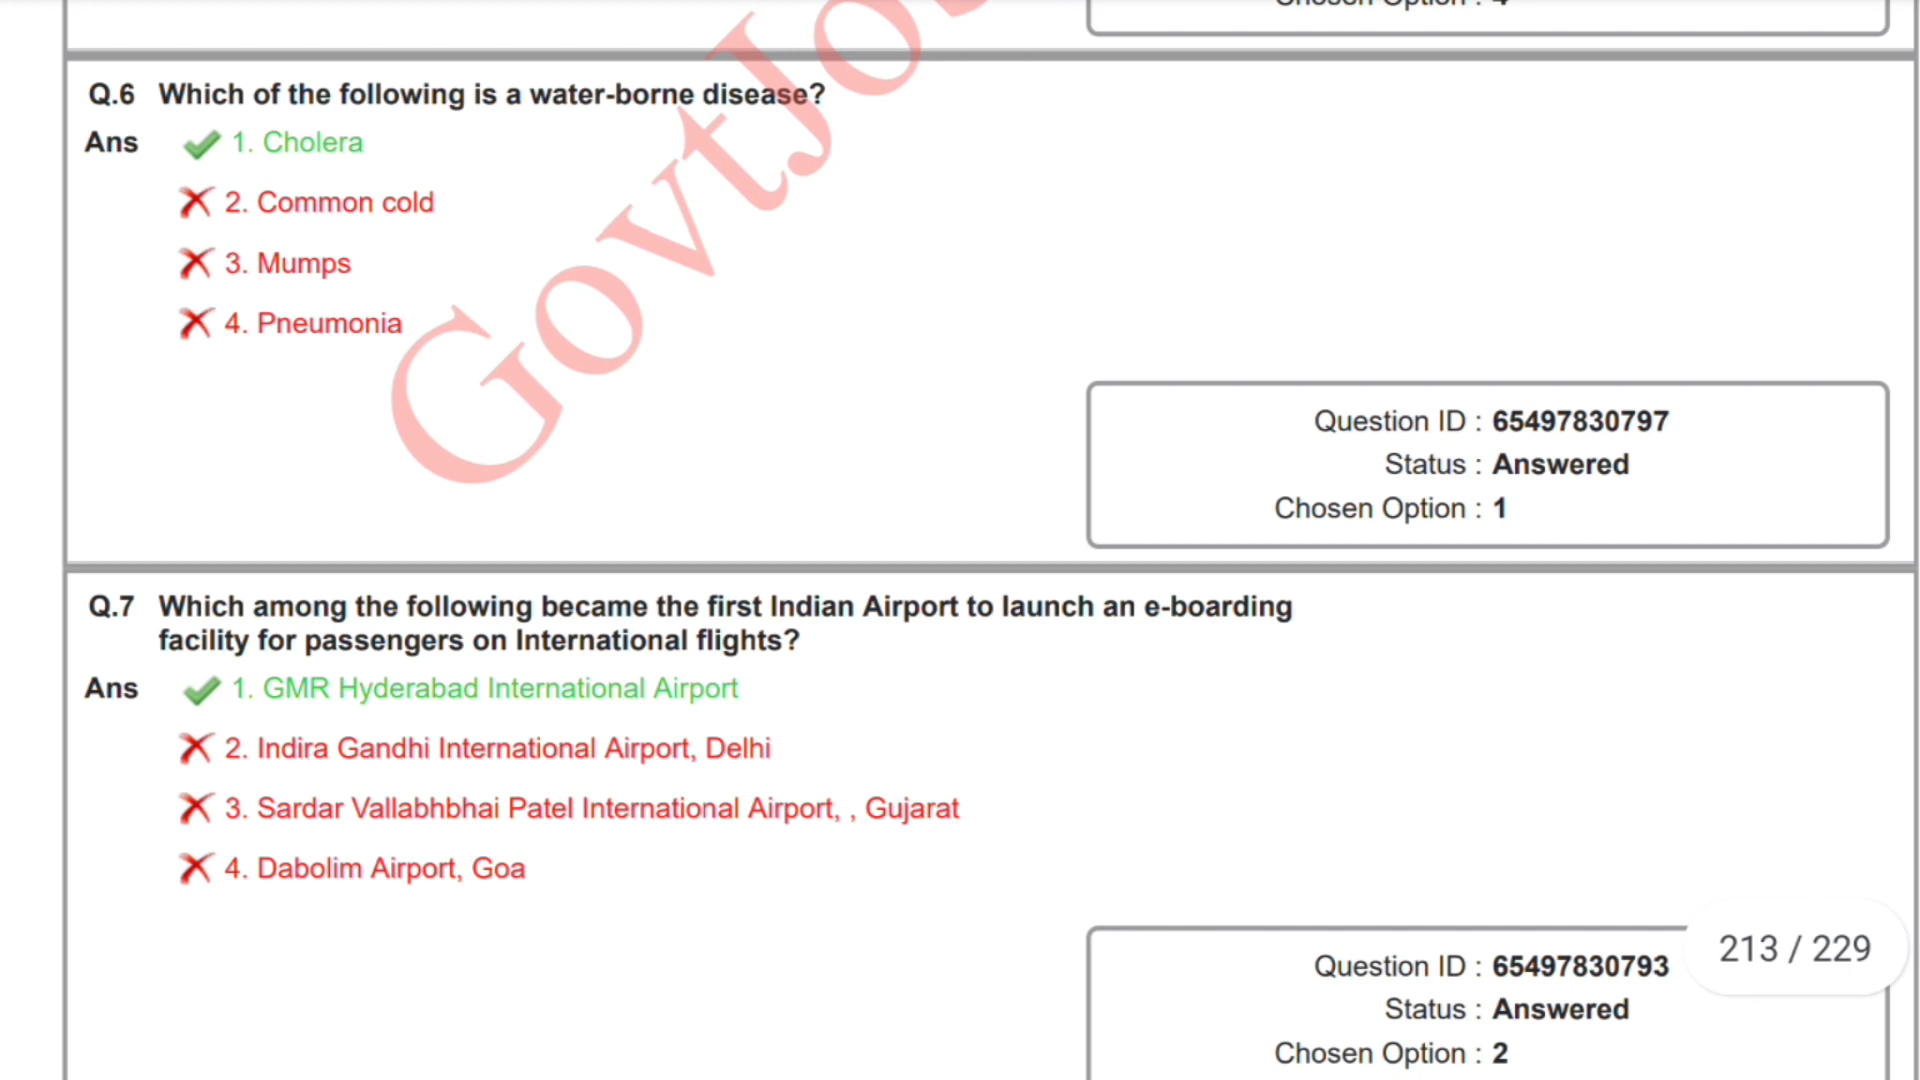 Chosen Option : 4
Q.6 Which of the following is a water-borne disease?
Ans 1. Cholera
2. Common cold
3. Mumps
4. Pneumonia
GovtJo
Question ID : 65497830797
Status : Answered
Chosen Option : 1
Q.7 Which among the following became the first Indian Airport to launch an e-boarding
facility for passengers on International flights?
Ans 1. GMR Hyderabad International Airport
2. Indira Gandhi International Airport, Delhi
3. Sardar Vallabhbhai Patel International Airport, , Gujarat
4. Dabolim Airport, Goa
213 / 229
Question ID : 65497830793
Status : Answered
Chosen Option : 2